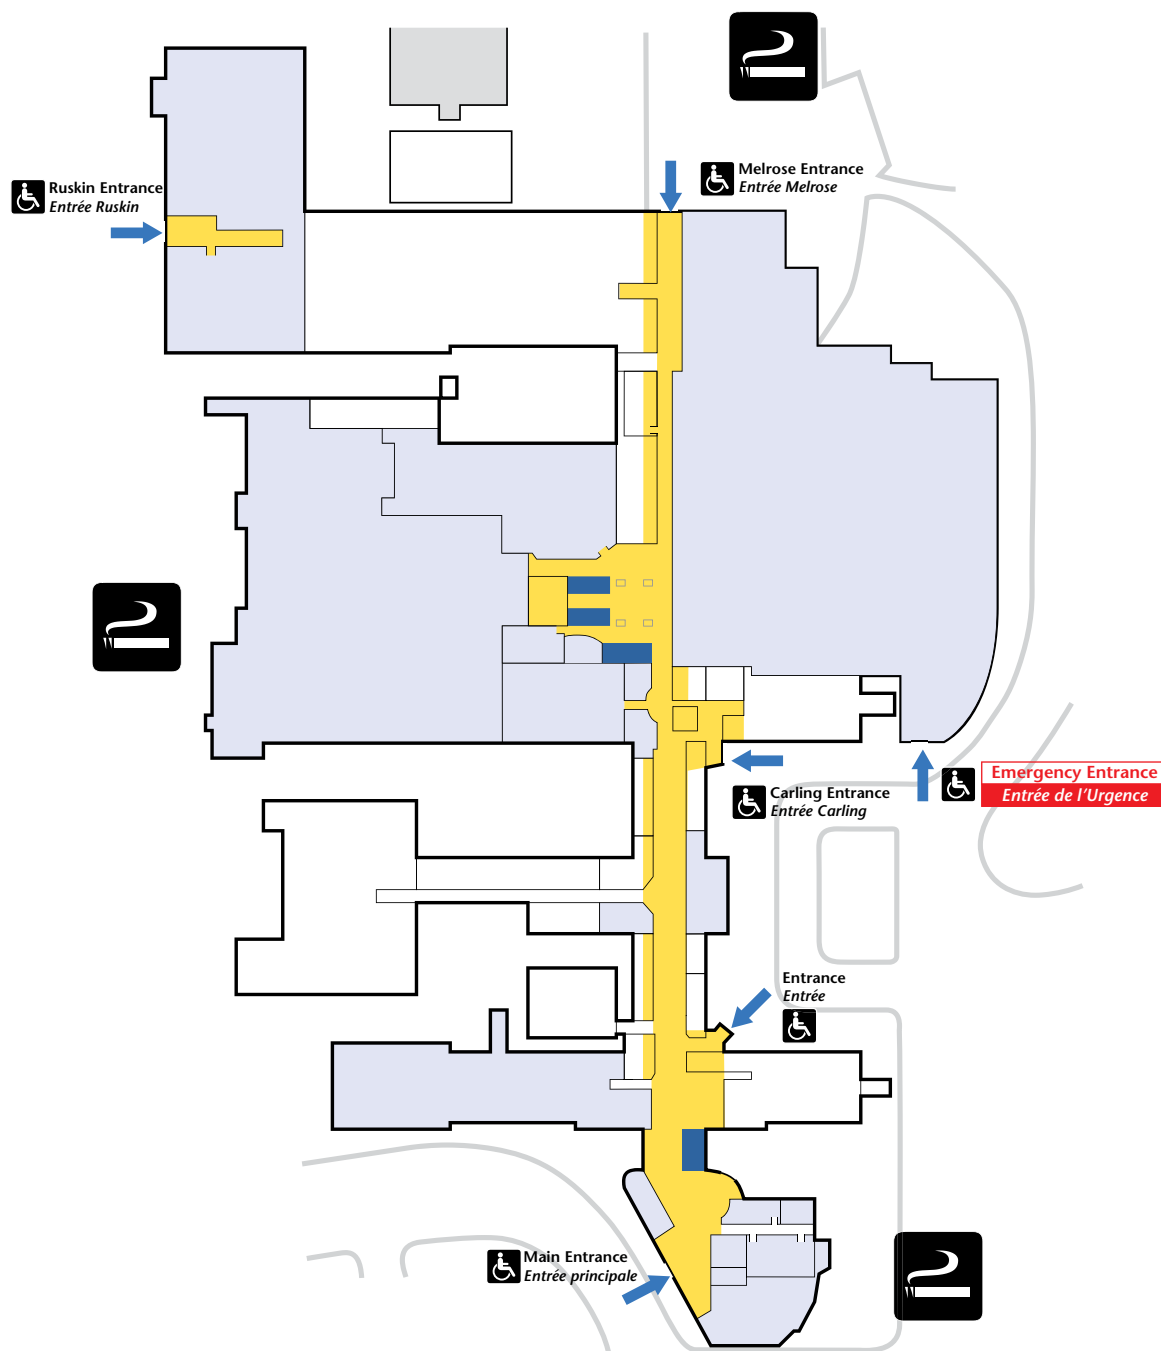 Melrose Entrance
Entrée Melrose
Ruskin Entrance
Entrée Ruskin
Emergency Entrance
Entrée de l’Urgence
Carling Entrance
Entrée Carling
Entrance
Entrée
Main Entrance
Entrée principale